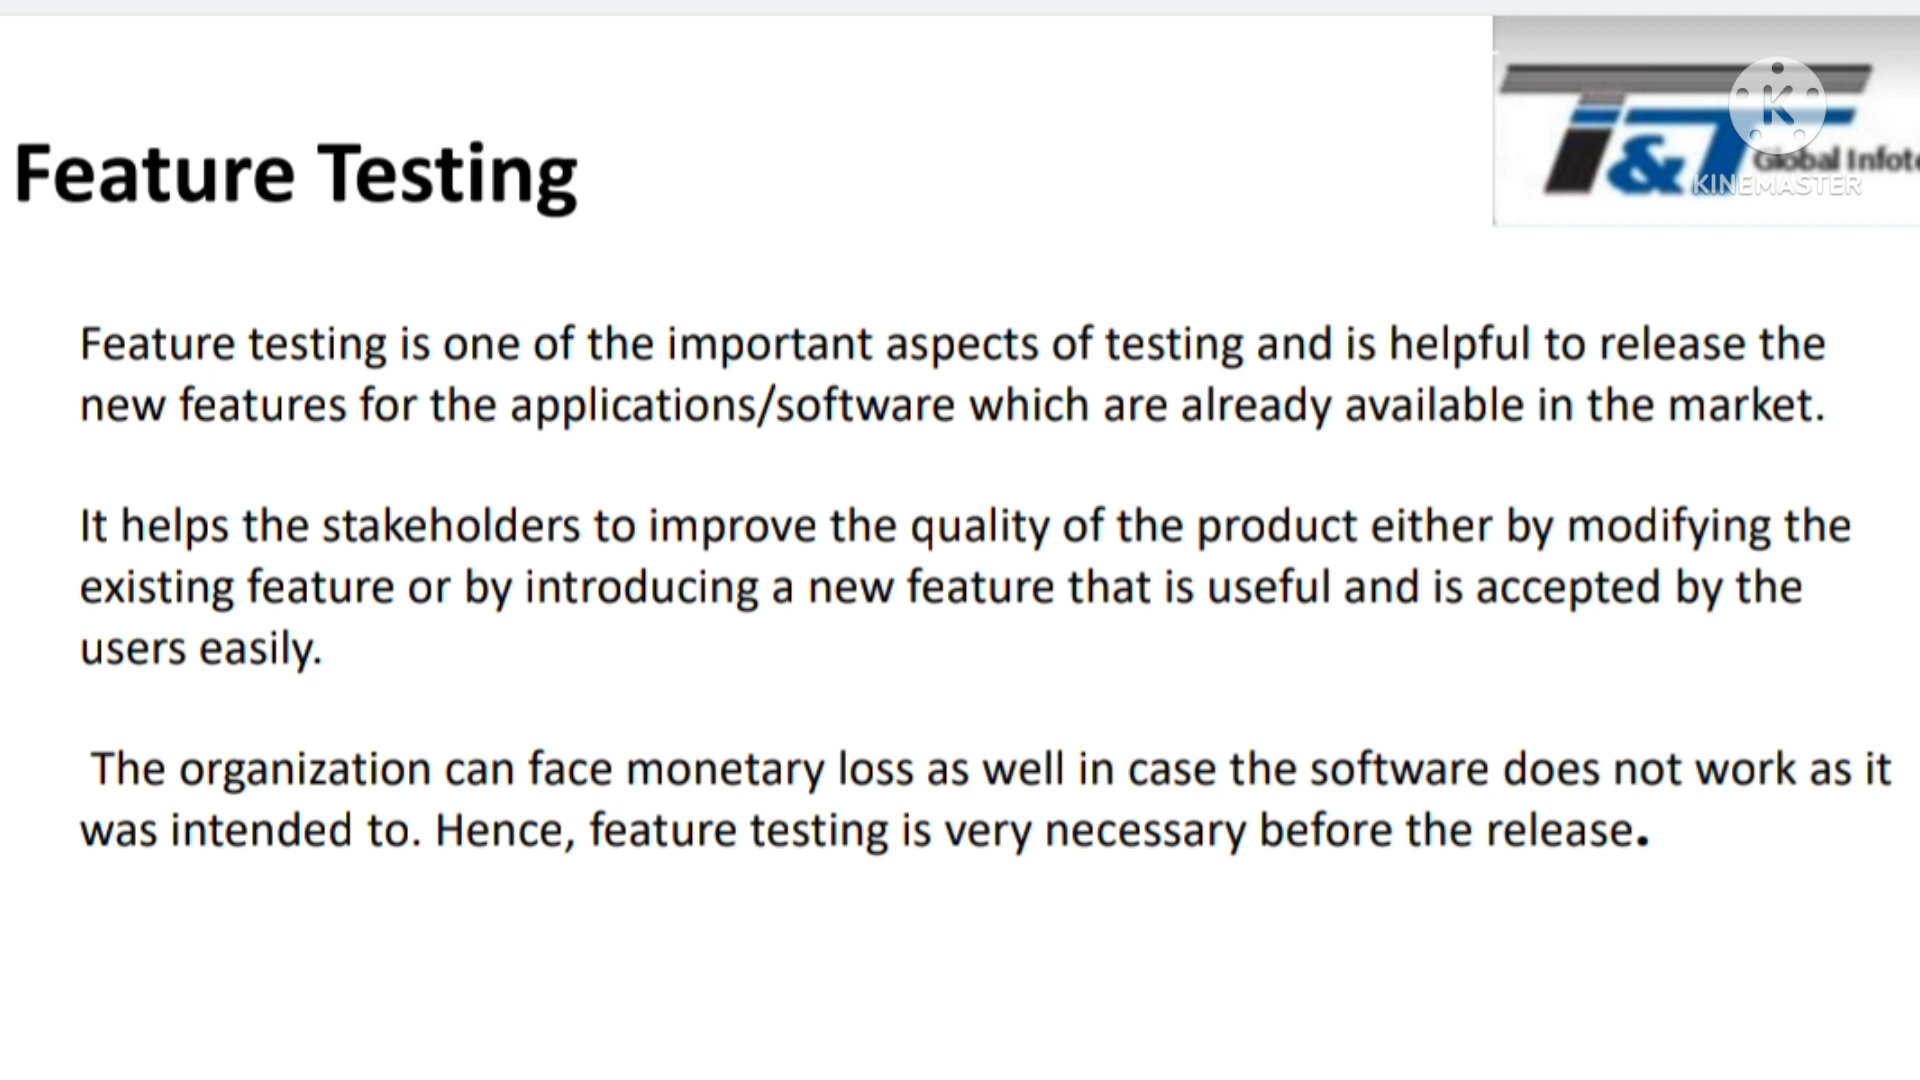 Feature Testing
T&T
Global Infot
K
KINEMASTER
Feature testing is one of the important aspects of testing and is helpful to release the
new features for the applications/software which are already available in the market.
It helps the stakeholders to improve the quality of the product either by modifying the
existing feature or by introducing a new feature that is useful and is accepted by the
users easily.
The organization can face monetary loss as well in case the software does not work as it
was intended to. Hence, feature testing is very necessary before the release.